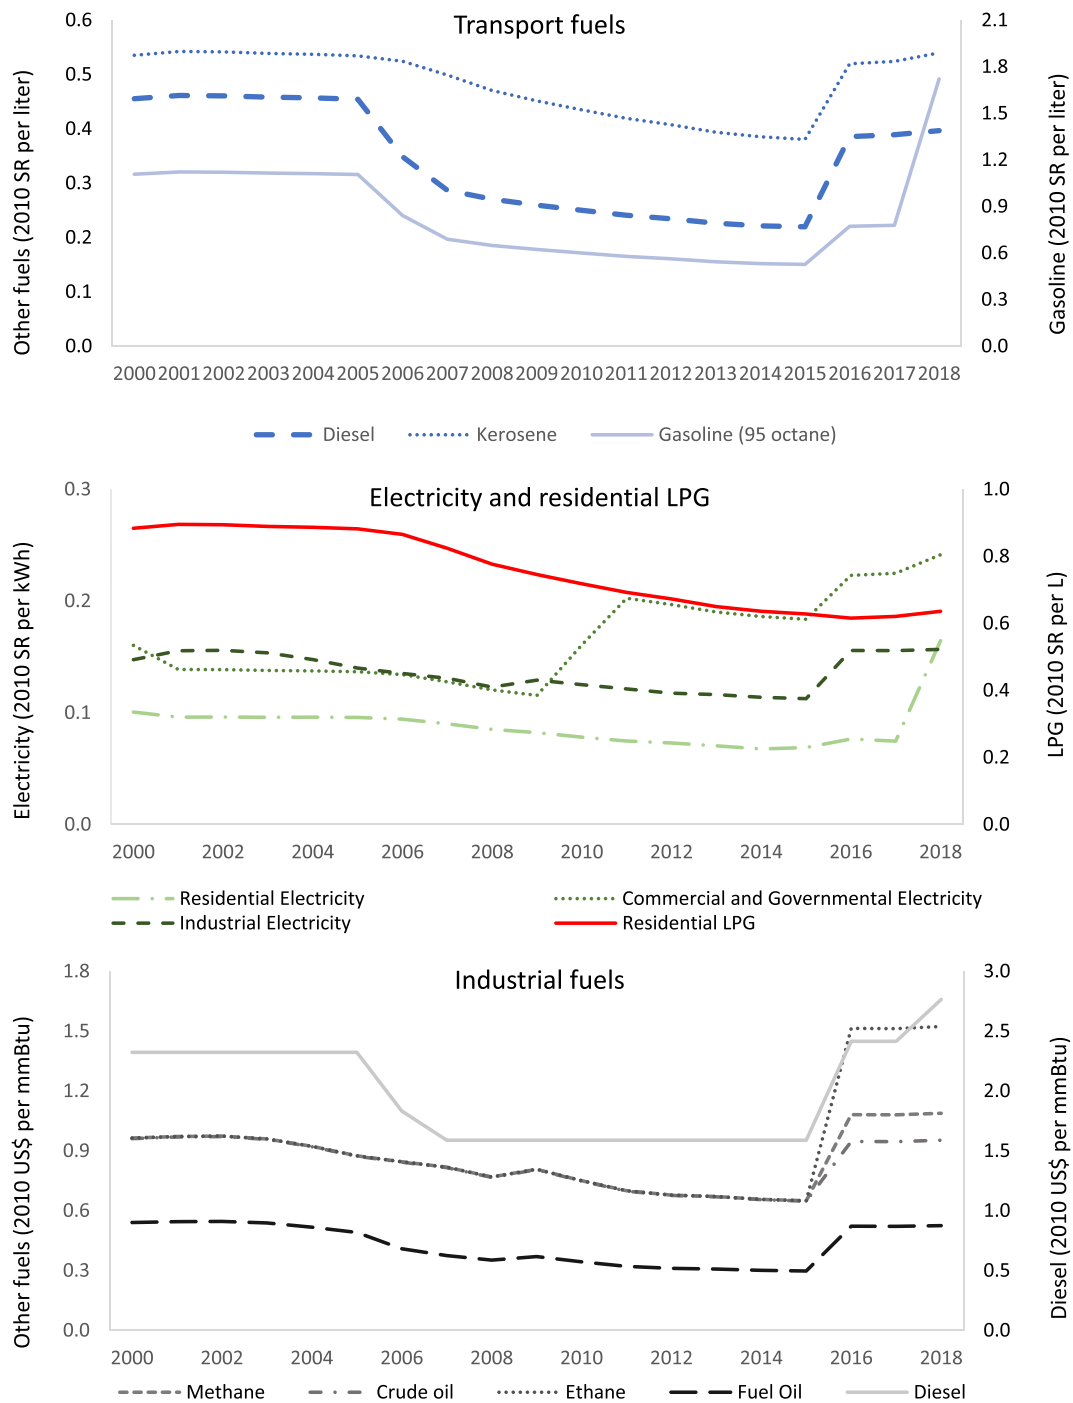 Transport fuels
Other fuels (2010 SR per liter)
0.6
0.5
0.4
0.3
0.2
0.1
0.0
Gasoline (2010 SR per liter)
2.1
1.8
1.5
1.2
0.9
0.6
0.3
0.0
2000 2001 2002 2003 2004 2005 2006 2007 2008 2009 2010 2011 2012 2013 2014 2015 2016 2017 2018
Diesel Kerosene Gasoline (95 octane)
Electricity and residential LPG
Electricity (2010 SR per kWh)
0.3
0.2
0.1
0.0
LPG (2010 SR per L)
1.0
0.8
0.6
0.4
0.2
0.0
2000 2002 2004 2006 2008 2010 2012 2014 2016 2018
Residential Electricity Commercial and Governmental Electricity
Industrial Electricity Residential LPG
Industrial fuels
Other fuels (2010 US$ per mmBtu)
1.8
1.5
1.2
0.9
0.6
0.3
0.0
Diesel (2010 US$ per mmBtu)
3.0
2.5
2.0
1.5
1.0
0.5
0.0
2000 2002 2004 2006 2008 2010 2012 2014 2016 2018
Methane Crude oil Ethane Fuel Oil Diesel